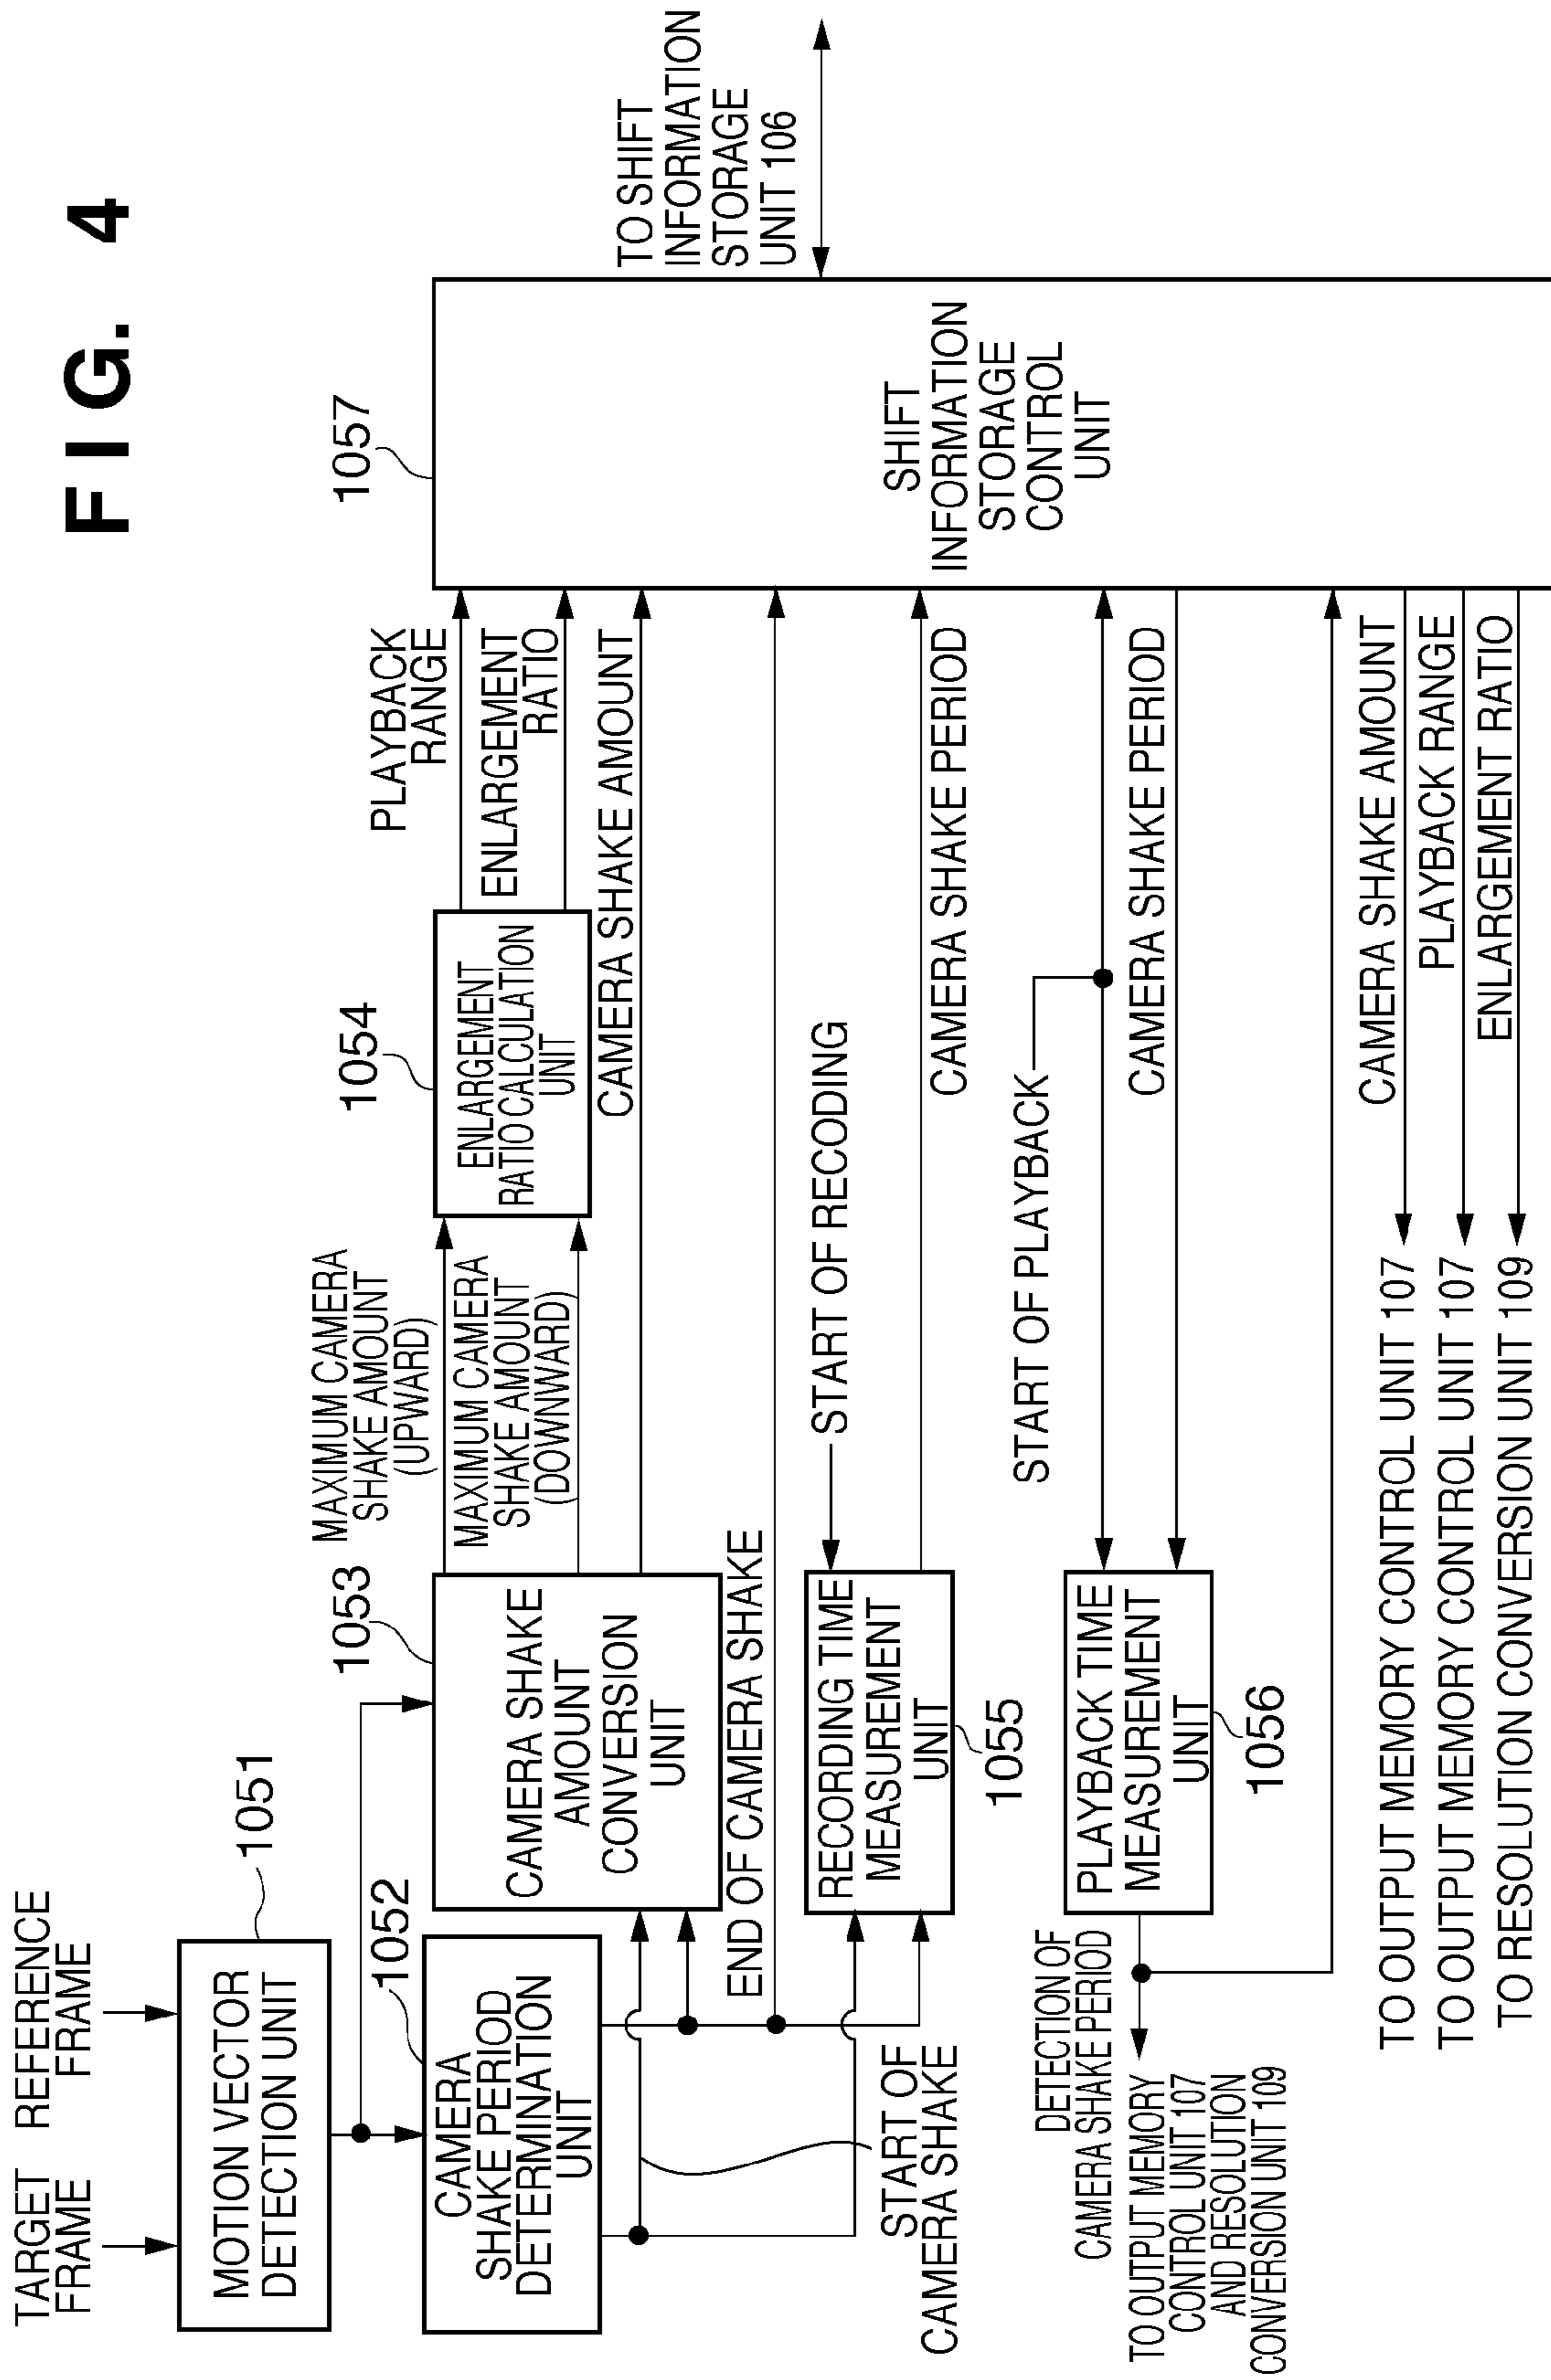 FIG. 4
TARGET
FRAME
REFERENCE
FRAME
MOTION VECTOR
DETECTION UNIT
1051
CAMERA
SHAKE PERIOD
DETERMINATION
UNIT
1052
CAMERA SHAKE
AMOUNT
CONVERSION
UNIT
1053
MAXIMUM CAMERA
SHAKE AMOUNT
(UPWARD)
MAXIMUM CAMERA
SHAKE AMOUNT
(DOWNWARD)
ENLARGEMENT
RATIO CALCULATION
UNIT
1054
PLAYBACK
RANGE
ENLARGEMENT
RATIO
CAMERA SHAKE AMOUNT
1057
SHIFT
INFORMATION
STORAGE
CONTROL
UNIT
TO SHIFT
INFORMATION
STORAGE
UNIT 106
END OF CAMERA SHAKE
START OF
CAMERA SHAKE
START OF RECODING
RECORDING TIME
MEASUREMENT
UNIT
1055
CAMERA SHAKE PERIOD
START OF PLAYBACK
PLAYBACK TIME
MEASUREMENT
UNIT
1056
CAMERA SHAKE PERIOD
DETECTION OF
CAMERA SHAKE PERIOD
TO OUTPUT MEMORY
CONTROL UNIT 107
AND RESOLUTION
CONVERSION UNIT 109
CAMERA SHAKE AMOUNT
TO OUTPUT MEMORY CONTROL UNIT 107
PLAYBACK RANGE
TO OUTPUT MEMORY CONTROL UNIT 107
ENLARGEMENT RATIO
TO RESOLUTION CONVERSION UNIT 109